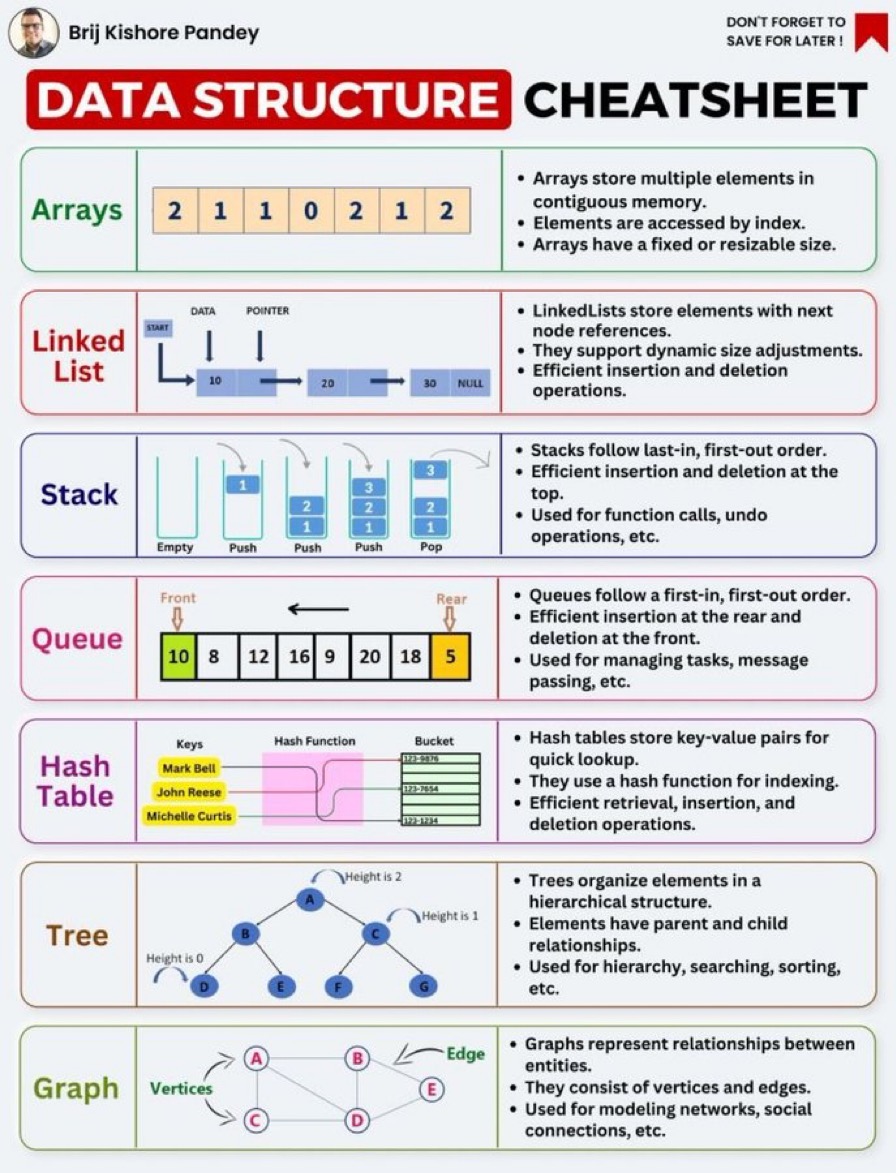 Brij Kishore Pandey
DON'T FORGET TO
SAVE FOR LATER !
DATA STRUCTURE CHEATSHEET
Arrays
2 1 1 0 2 1 2
• Arrays store multiple elements in
contiguous memory.
• Elements are accessed by index.
• Arrays have a fixed or resizable size.
Linked
List
DATA POINTER
START
10 20 30 NULL
• LinkedLists store elements with next
node references.
• They support dynamic size adjustments.
• Efficient insertion and deletion
operations.
Stack
1 3
3
2 2 2
1 1 1
Empty Push Push Push Pop
• Stacks follow last-in, first-out order.
• Efficient insertion and deletion at the
top.
• Used for function calls, undo
operations, etc.
Queue
Front Rear
10 8 12 16 9 20 18 5
• Queues follow a first-in, first-out order.
• Efficient insertion at the rear and
deletion at the front.
• Used for managing tasks, message
passing, etc.
Hash
Table
Keys Hash Function Bucket
Mark Bell
John Reese
Michelle Curtis
123-9876
123-7654
123-1234
• Hash tables store key-value pairs for
quick lookup.
• They use a hash function for indexing.
• Efficient retrieval, insertion, and
deletion operations.
Tree
Height is 2
A
Height is 1
B C
Height is 0
D E F G
• Trees organize elements in a
hierarchical structure.
• Elements have parent and child
relationships.
• Used for hierarchy, searching, sorting,
etc.
Graph
Vertices
A B
Edge
E
C D
• Graphs represent relationships between
entities.
• They consist of vertices and edges.
• Used for modeling networks, social
connections, etc.